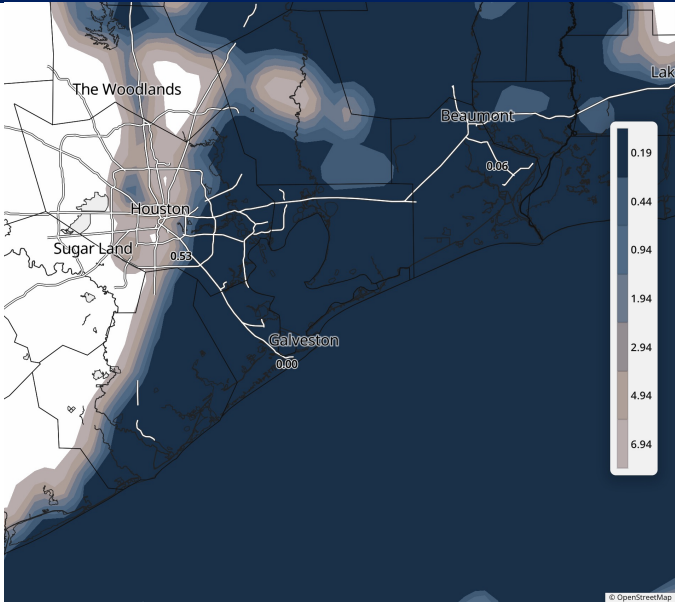 Lak
The Woodlands
Beaumont
0.19
0.06
0.44
Houston
Sugar Land
0.53
0.94
1.94
Galveston
2.94
0.00
4.94
6.94
© OpenStreetMap